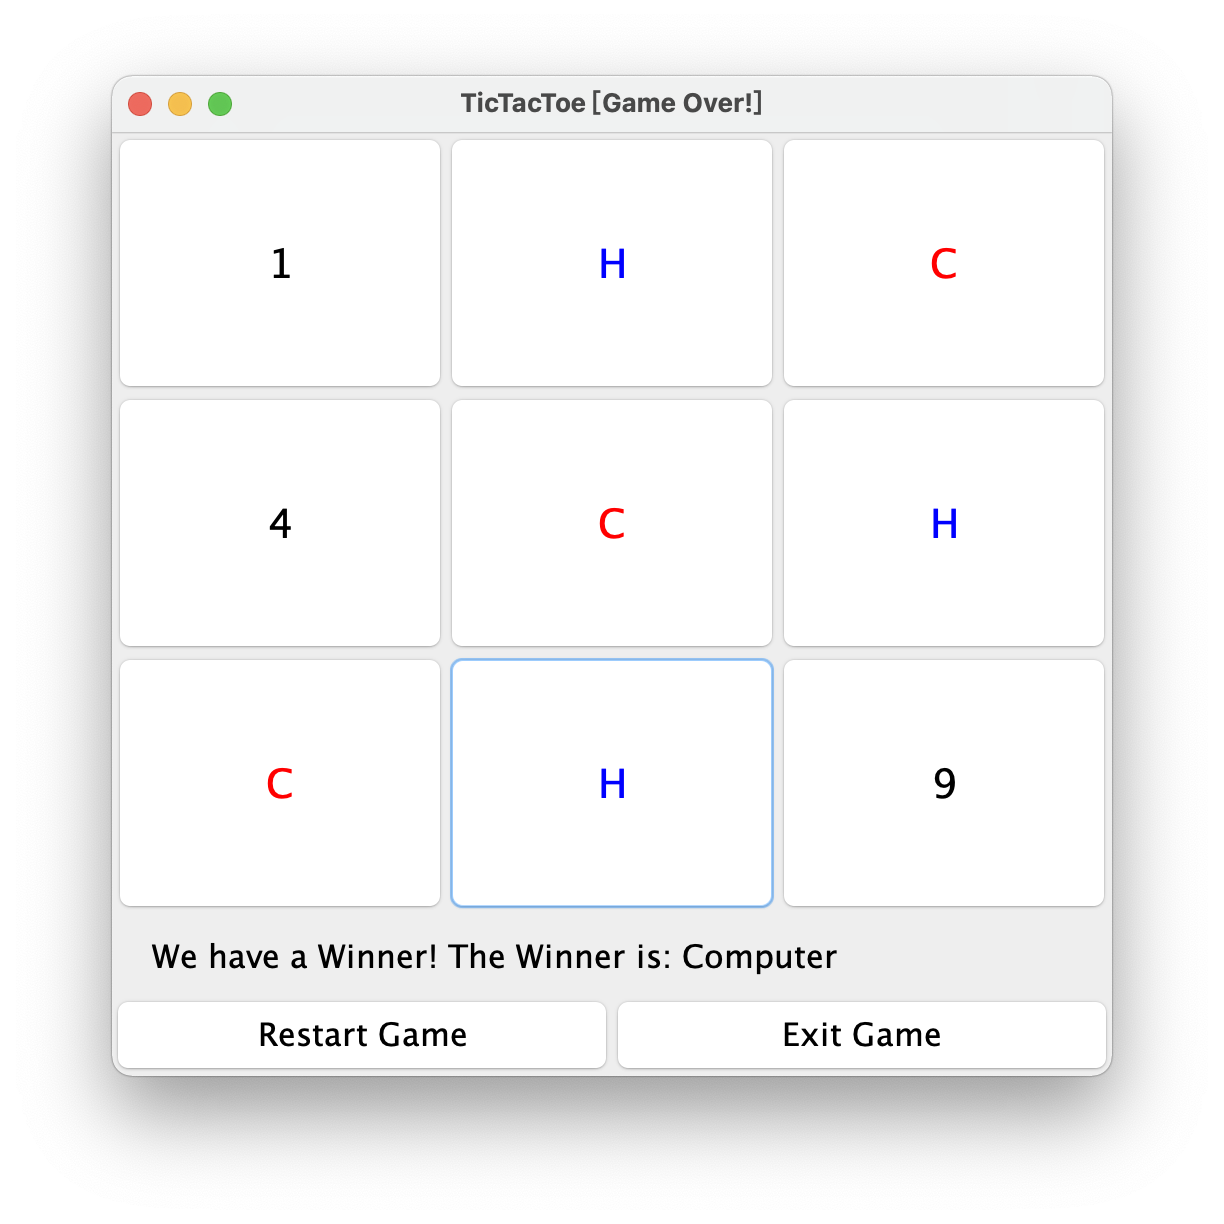 TicTacToe [Game Over!]
1 H C
4 C H
C H 9
We have a Winner! The Winner is: Computer
Restart Game Exit Game